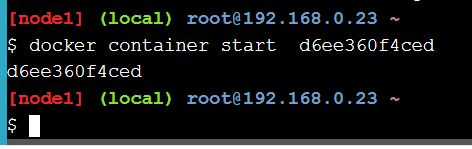 [node1] (local) root@192.168.0.23 ~
$ docker container start  d6ee360f4ced
d6ee360f4ced
[node1] (local) root@192.168.0.23 ~
$